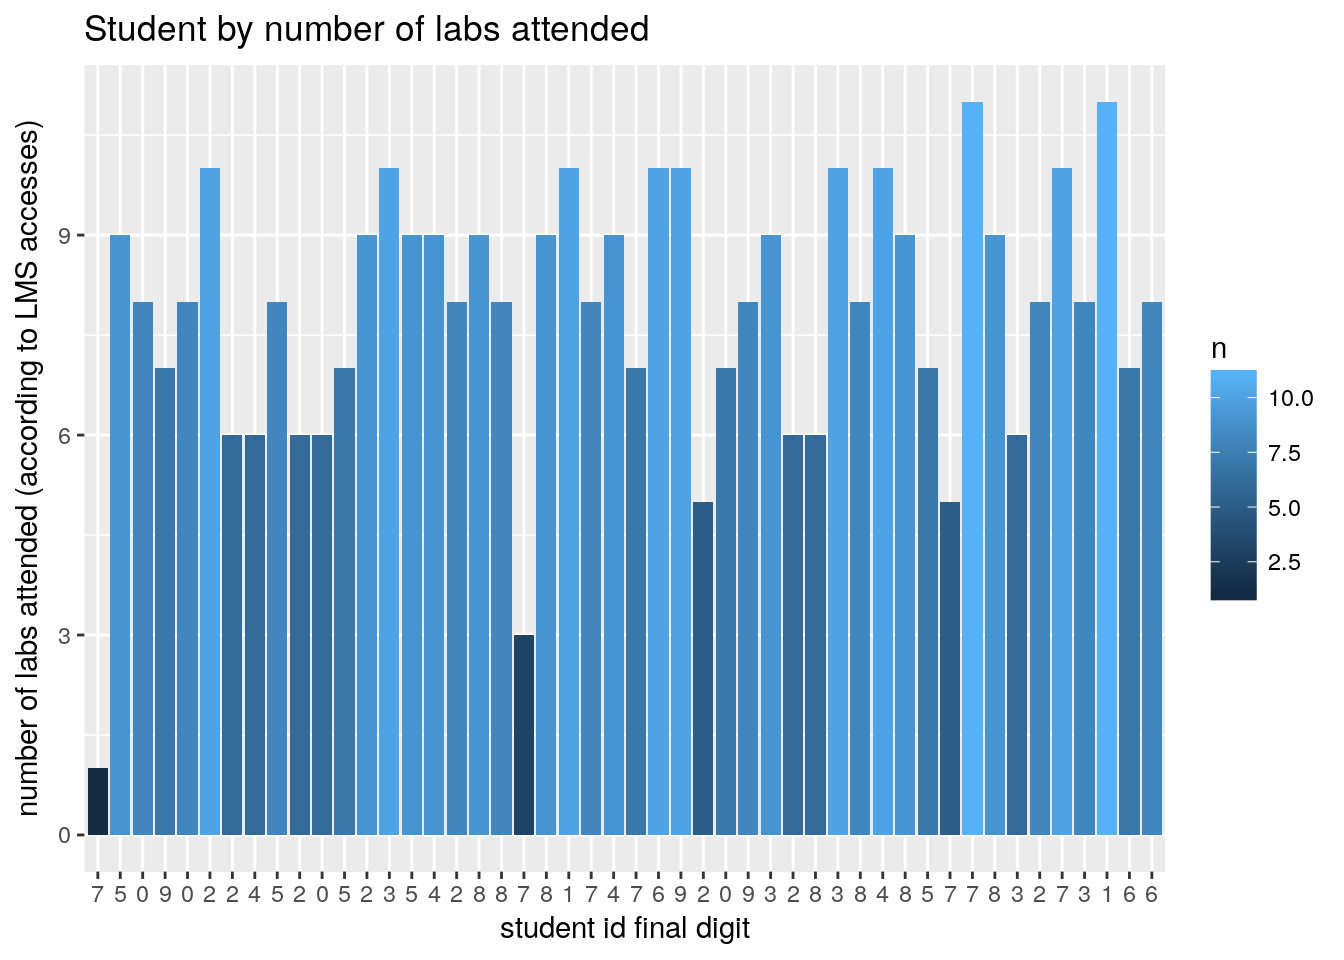 Student by number of labs attended
number of labs attended (according to LMS accesses)
9
6
3
0
7 5 0 9 0 2 2 4 5 2 0 5 2 3 5 4 2 8 8 7 8 1 7 4 7 6 9 2 0 9 3 2 8 3 8 4 8 5 7 7 8 3 2 7 3 1 6 6
student id final digit
n
10.0
7.5
5.0
2.5